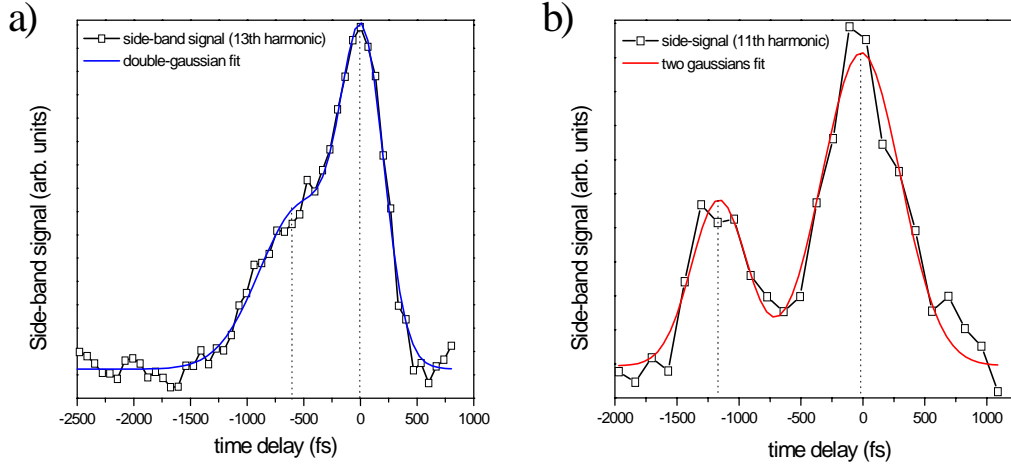 a)
side-band signal (13th harmonic)
double-gaussian fit
Side-band signal (arb. units)
-2500 -2000 -1500 -1000 -500 0 500 1000
time delay (fs)
b)
side-signal (11th harmonic)
two gaussians fit
Side-band signal (arb. units)
-2000 -1500 -1000 -500 0 500 1000
time delay (fs)